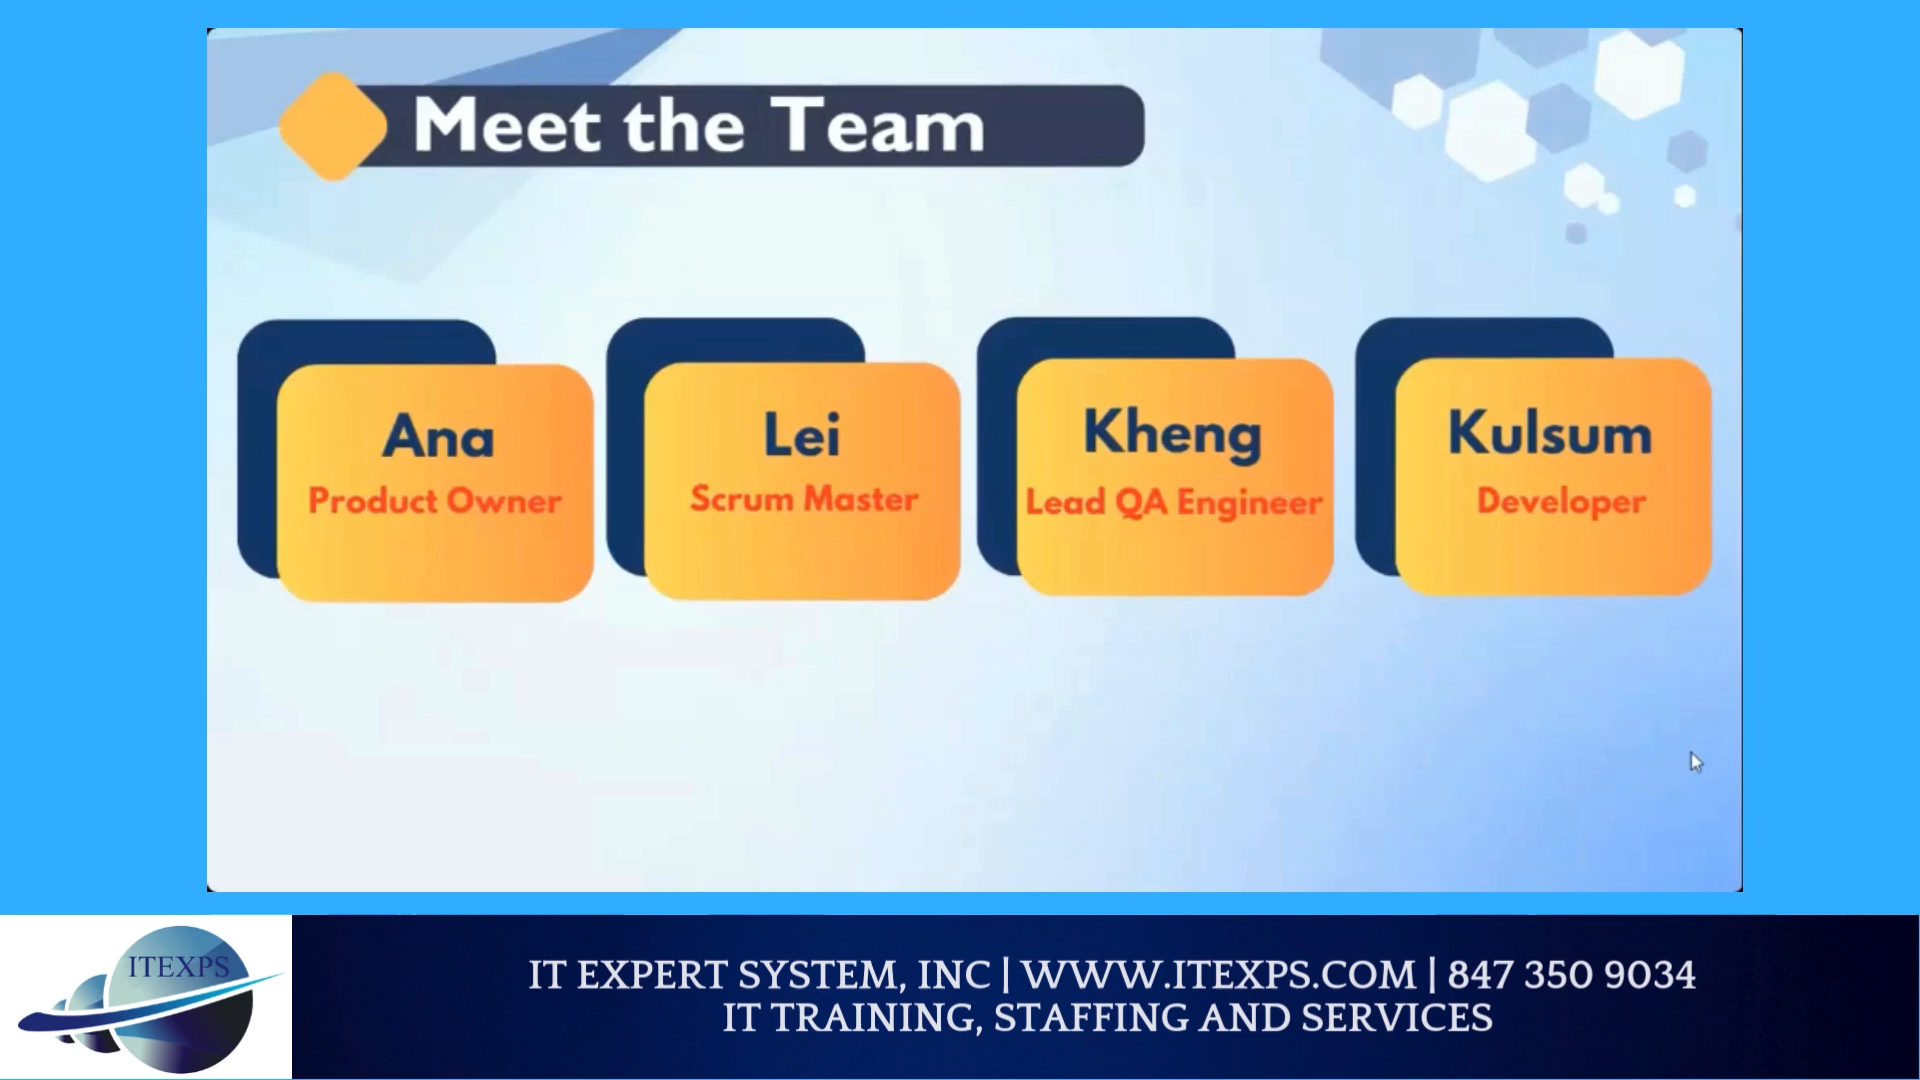 Meet the Team
Ana
Product Owner
Lei
Scrum Master
Kheng
Lead QA Engineer
Kulsum
Developer
ITEXPS
IT EXPERT SYSTEM, INC | WWW.ITEXPS.COM | 847 350 9034
IT TRAINING, STAFFING AND SERVICES